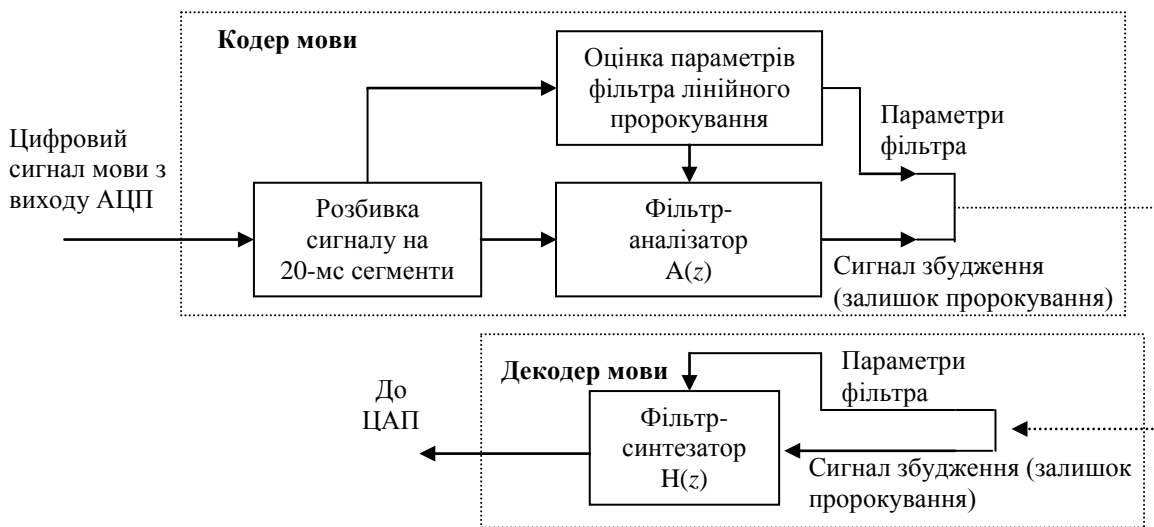 Кодер мови
Оцінка параметрів
фільтра лінійного
пророкування
Параметри
фільтра
Цифровий
сигнал мови з
виходу АЦП
Розбивка
сигналу на
20-мс сегменти
Фільтр-
аналізатор
A(z)
Сигнал збудження
(залишок пророкування)
Декодер мови
Параметри
фільтра
До
ЦАП
Фільтр-
синтезатор
H(z)
Сигнал збудження (залишок
пророкування)